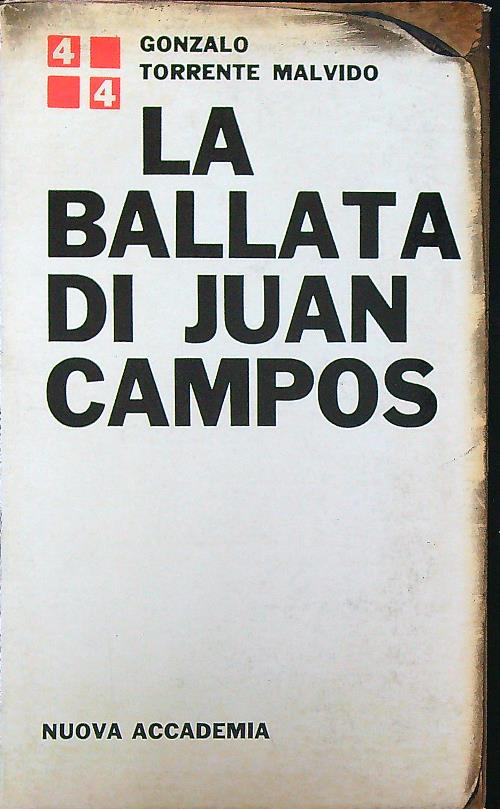 4
4
GONZALO
TORRENTE MALVIDO
LA
BALLATA
DI JUAN
CAMPOS
NUOVA ACCADEMIA